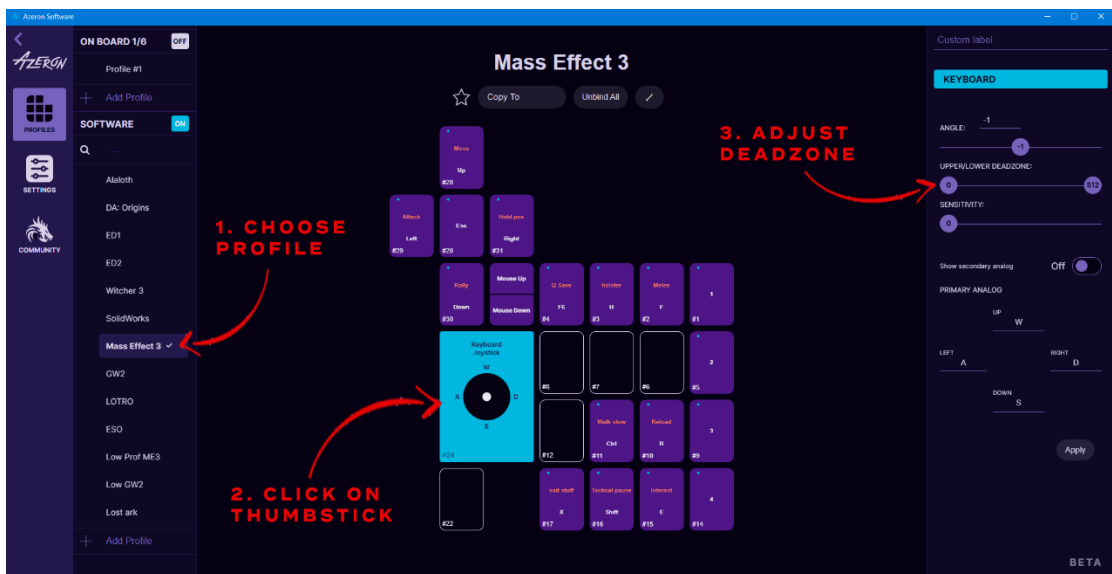 Azeron Software
AZERON
PROFILES
SETTINGS
COMMUNITY
ON BOARD 1/6
OFF
Profile #1
Add Profile
SOFTWARE
ON
...
Alaloth
DA: Origins
ED1
ED2
Witcher 3
SolidWorks
Mass Effect 3
GW2
LOTRO
ESO
Low Prof ME3
Low GW2
Lost ark
Add Profile
1. CHOOSE
PROFILE
2. CLICK ON
THUMBSTICK
3. ADJUST
DEADZONE
Mass Effect 3
Copy To
Unbind All
Move
Up
#28
Attack
Left
#29
Esc
#20
Hold pos
Right
#31
Rally
Down
#30
Mouse Up
Mouse Down
Q Save
F6
#4
holster
H
#3
Melee
F
#2
1
#1
Keyboard
Joystick
W
A
D
S
#24
#8
#7
#6
2
#5
#12
Walk slow
Ctrl
#11
Reload
R
#10
3
#9
#22
exit stuff
X
#17
Tactical pause
Shift
#16
Interact
E
#15
4
#14
Custom label
KEYBOARD
ANGLE: -1
-1
UPPER/LOWER DEADZONE:
0 512
SENSITIVITY:
0
Show secondary analog Off
PRIMARY ANALOG
UP
W
LEFT RIGHT
A D
DOWN
S
Apply
BETA